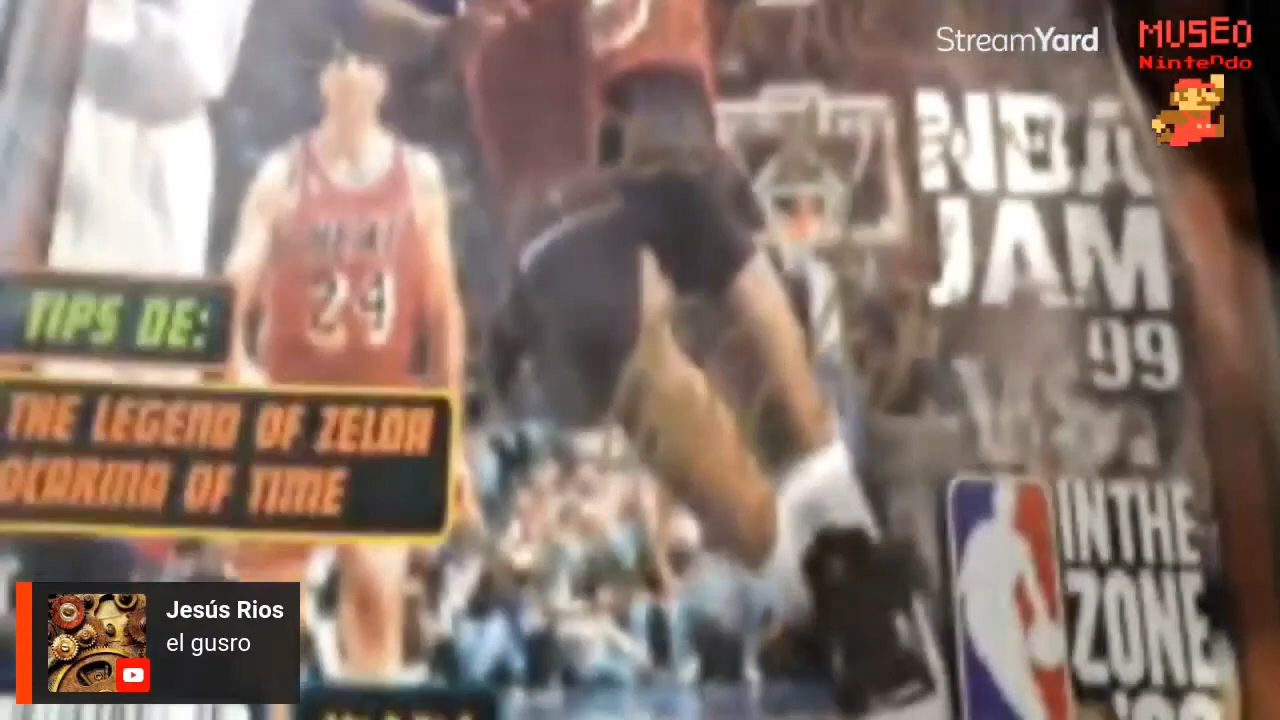 StreamYard
MUSEO
NinteNdo
NBA
JAM
99
HEAT
24
TIPS DE:
THE LEGEND OF ZELDA
OCARINA OF TIME
IN THE
ZONE
Jesús Rios
el gusro